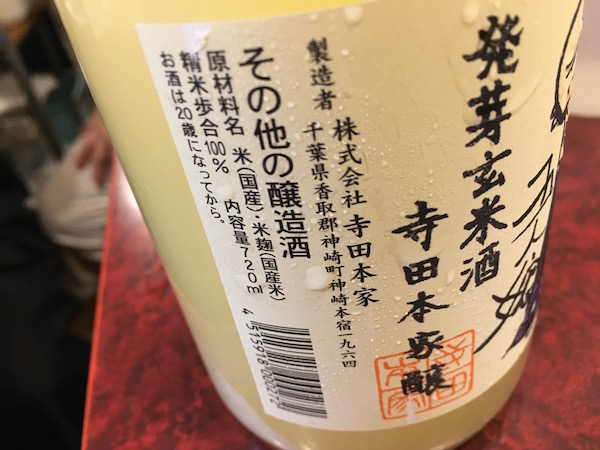 発芽玄米酒
寺田本家醸
製造者 株式会社 寺田本家
千葉県香取郡神崎町神崎本宿一九六四
その他の醸造酒
原材料名 米(国産)・米麹(国産米)
精米歩合100% 内容量720ml
お酒は20歳になってから。
4 515918 000272